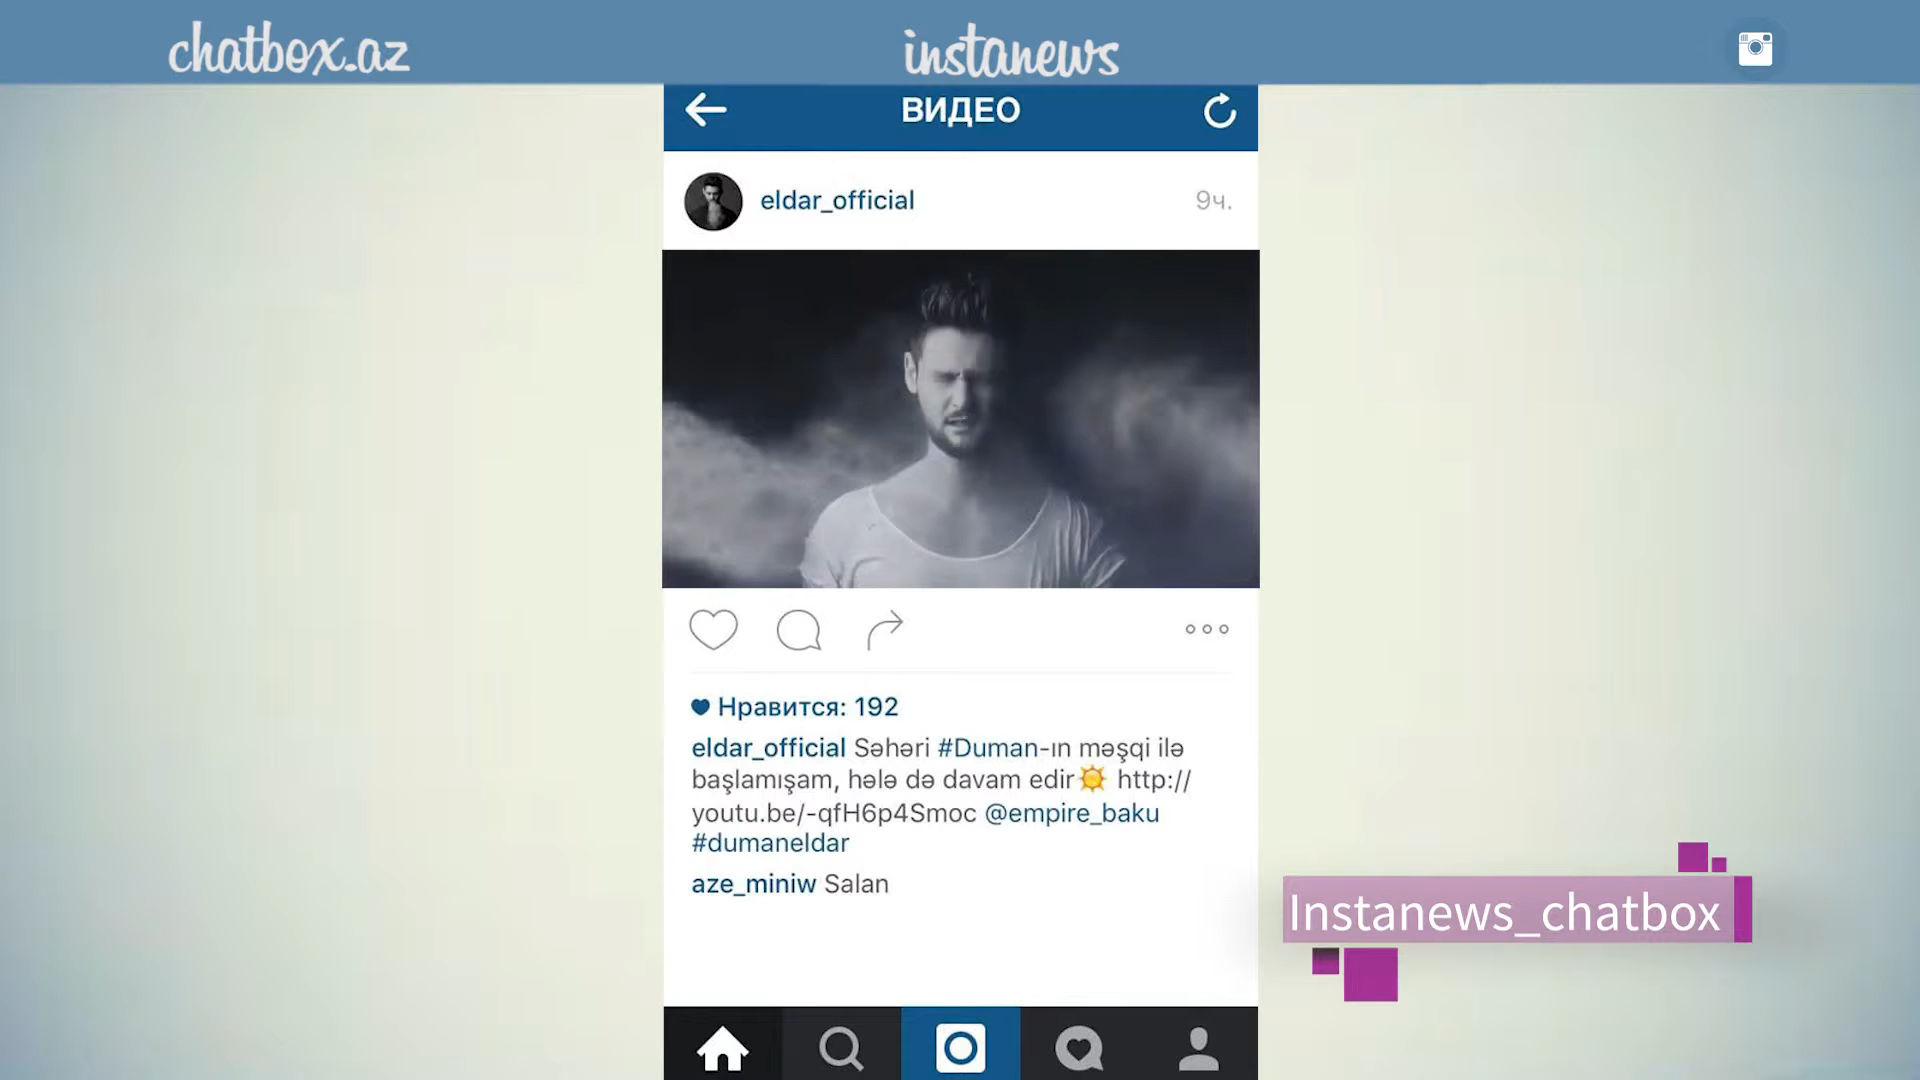 chatbox.az
instanews
ВИДЕО
eldar_official
9ч.
Нравится: 192
eldar_official Səhəri #Duman-ın məşqi ilə
başlamışam, hələ də davam edir☀️ http://
youtu.be/-qfH6p4Smoc @empire_baku
#dumaneldar
aze_miniw Salan
Instanews_chatbox